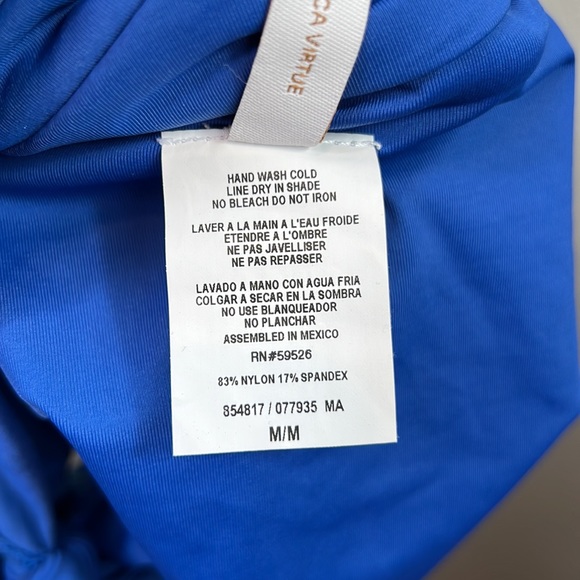 CA VIRTUE
HAND WASH COLD
LINE DRY IN SHADE
NO BLEACH DO NOT IRON
LAVER A LA MAIN A L'EAU FROIDE
ETENDRE A L'OMBRE
NE PAS JAVELLISER
NE PAS REPASSER
LAVADO A MANO CON AGUA FRIA
COLGAR A SECAR EN LA SOMBRA
NO USE BLANQUEADOR
NO PLANCHAR
ASSEMBLED IN MEXICO
RN#59526
83% NYLON 17% SPANDEX
854817 / 077935 MA
M/M